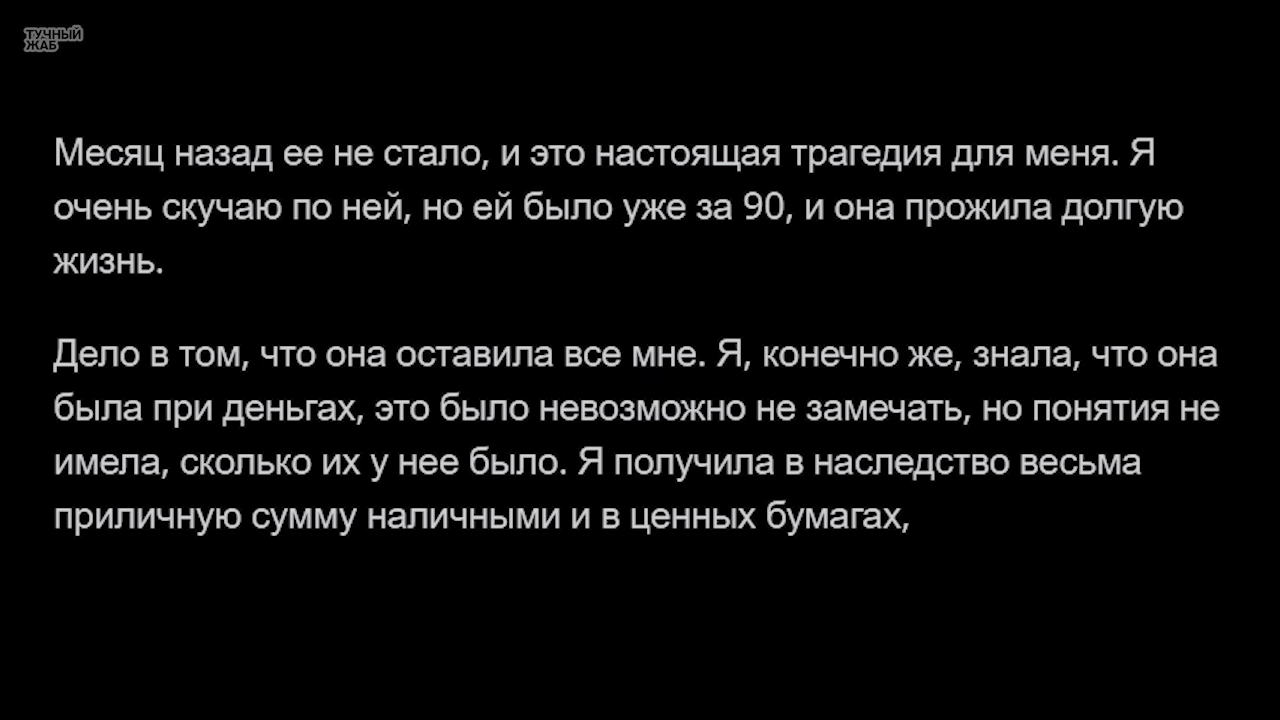 ТУЧНЫЙ
ЖАБ
Месяц назад ее не стало, и это настоящая трагедия для меня. Я
очень скучаю по ней, но ей было уже за 90, и она прожила долгую
жизнь.
Дело в том, что она оставила все мне. Я, конечно же, знала, что она
была при деньгах, это было невозможно не замечать, но понятия не
имела, сколько их у нее было. Я получила в наследство весьма
приличную сумму наличными и в ценных бумагах,